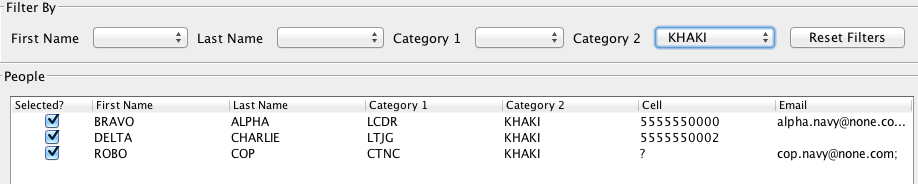 Filter By
First Name Last Name Category 1 Category 2 KHAKI Reset Filters
People
Selected? First Name Last Name Category 1 Category 2 Cell Email
BRAVO ALPHA LCDR KHAKI 5555550000 alpha.navy@none.co...
DELTA CHARLIE LTJG KHAKI 5555550002
ROBO COP CTNC KHAKI ? cop.navy@none.com;